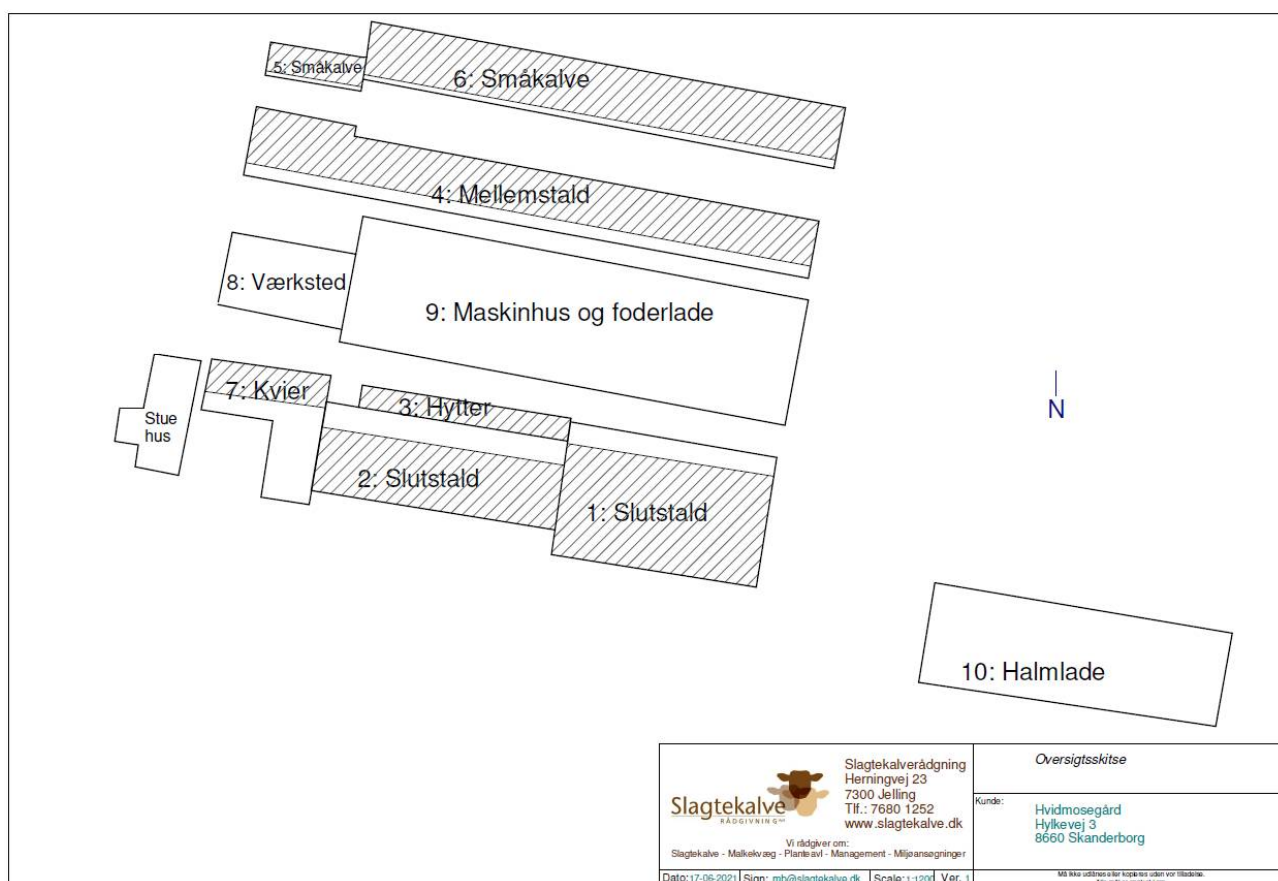 5: Småkalve
6: Småkalve
4: Mellemstald
8: Værksted
9: Maskinhus og foderlade
7: Kvier
3: Hytter
Stue
hus
2: Slutstald
1: Slutstald
N
10: Halmlade
Slagtekalve
RÅDGIVNING
Slagtekalverådgning
Herningvej 23
7300 Jelling
Tlf.: 7680 1252
www.slagtekalve.dk
Vi rådgiver om:
Slagtekalve - Malkekvæg - Planteavl - Management - Miljøansøgninger
Dato:17-06-2021 Sign: mb@slagtekalve.dk Scale:1:1200 Ver. 1
Oversigtsskitse
Kunde:
Hvidmosegård
Hylkevej 3
8660 Skanderborg
Må ikke udlånes eller kopieres uden vor tilladelse.